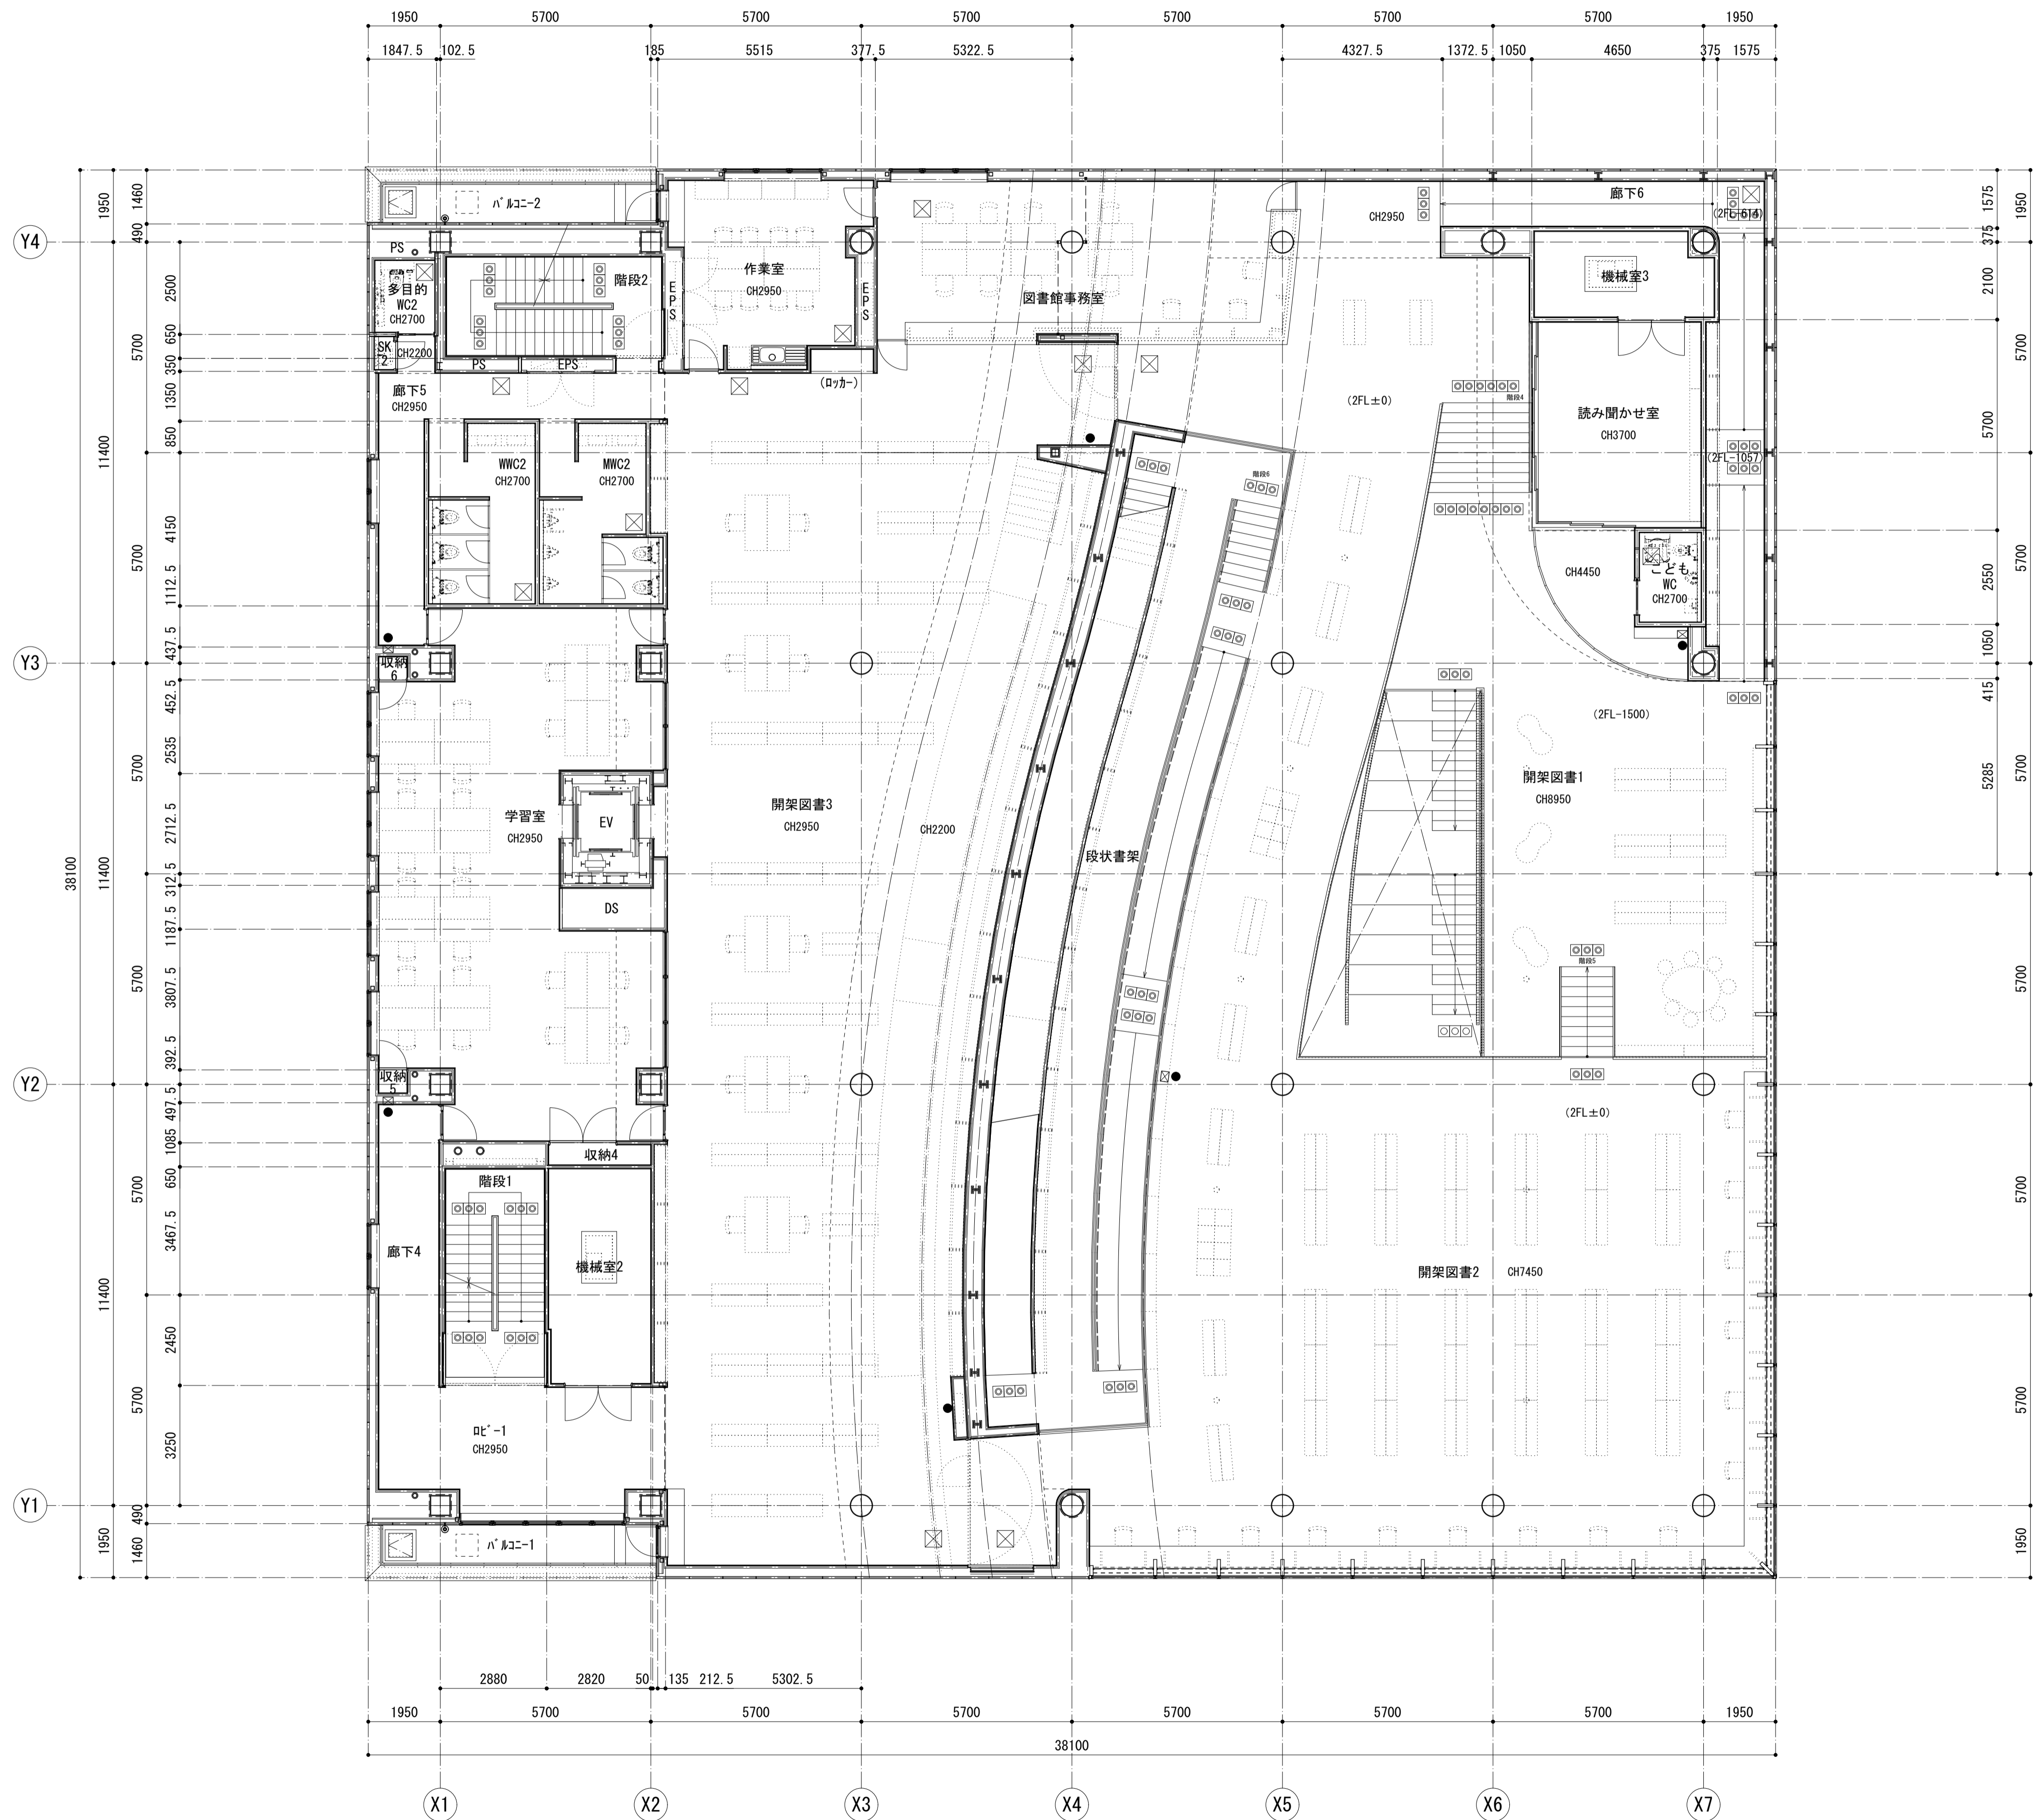 1950 5700 5700 5700 5700 5700 5700 1950
1847.5 102.5 185 5515 377.5 5322.5 4327.5 1372.5 1050 4650 375 1575
Y4
Y3
Y2
Y1
38100
1950
11400
11400
11400
1950
1460
490
5700
5700
5700
5700
5700
5700
490
1460
2500
650
350
1350
850
4150
1112.5
437.5
452.5
2535
2712.5
312.5
1187.5
3807.5
392.5
497.5
1085
650
3467.5
2450
3250
バルコニー2
PS
多目的
WC2
CH2700
SK
2
CH2200
階段2
PS
EPS
EPS
作業室
CH2950
EPS
(ロッカー)
図書館事務室
CH2950
廊下6
(2FL-614)
機械室3
読み聞かせ室
CH3700
(2FL-1057)
階段4
(2FL±0)
廊下5
CH2950
WWC2
CH2700
MWC2
CH2700
階段6
CH4450
こども
WC
CH2700
収納
6
学習室
CH2950
EV
DS
開架図書3
CH2950
CH2200
段状書架
(2FL-1500)
開架図書1
CH8950
階段5
収納
5
収納4
階段1
廊下4
機械室2
(2FL±0)
開架図書2 CH7450
ロビー1
CH2950
バルコニー1
1575
375
2100
5700
2550
1050
415
5285
1950
5700
5700
5700
5700
5700
5700
1950
2880 2820 50 135 212.5 5302.5
1950 5700 5700 5700 5700 5700 5700 1950
38100
X1 X2 X3 X4 X5 X6 X7